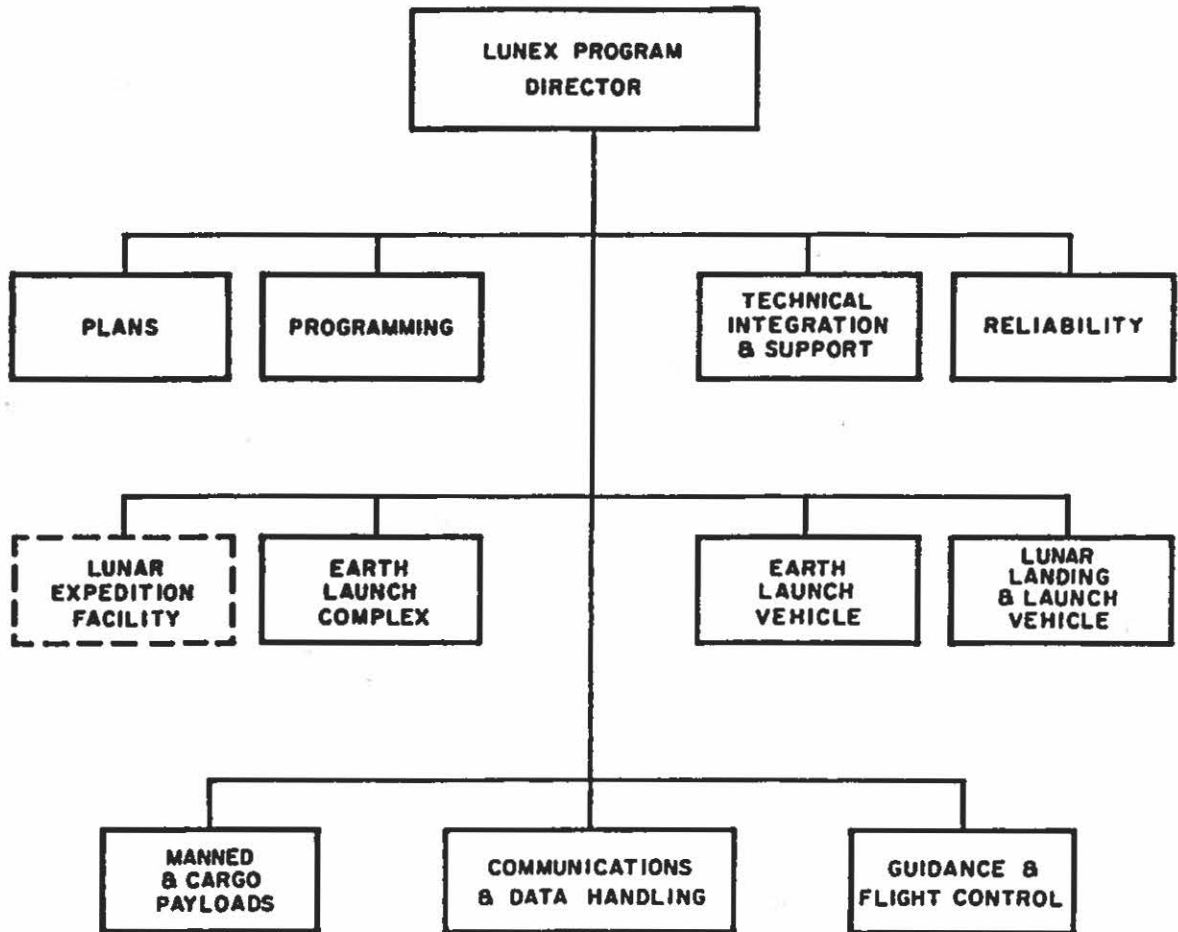 LUNEX PROGRAM
DIRECTOR
PLANS
PROGRAMMING
TECHNICAL
INTEGRATION
& SUPPORT
RELIABILITY
LUNAR
EXPEDITION
FACILITY
EARTH
LAUNCH
COMPLEX
EARTH
LAUNCH
VEHICLE
LUNAR
LANDING
& LAUNCH
VEHICLE
MANNED
& CARGO
PAYLOADS
COMMUNICATIONS
& DATA HANDLING
GUIDANCE &
FLIGHT CONTROL